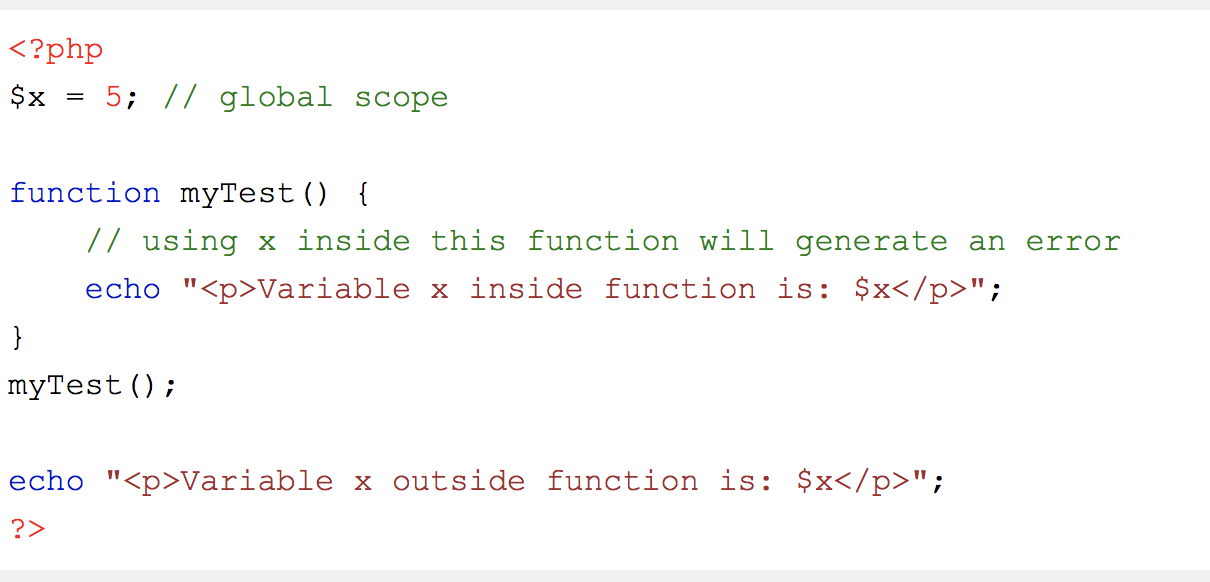 <?php
$x = 5; // global scope
function myTest() {
    // using x inside this function will generate an error
    echo "<p>Variable x inside function is: $x</p>";
}
myTest();
echo "<p>Variable x outside function is: $x</p>";
?>